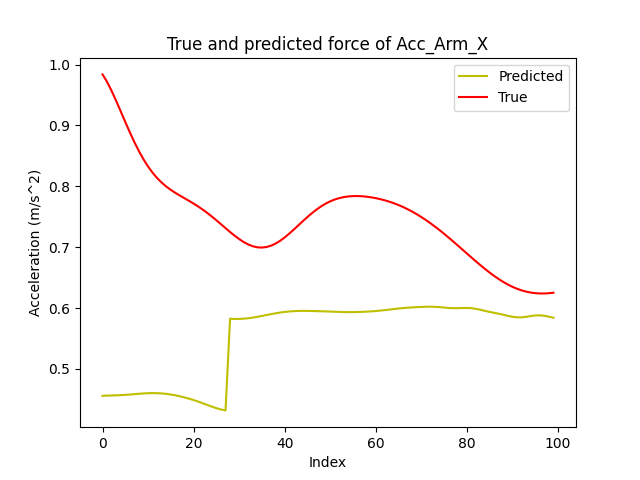 True and predicted force of Acc_Arm_X
Predicted
True
1.0
0.9
0.8
0.7
0.6
0.5
Acceleration (m/s^2)
0 20 40 60 80 100
Index